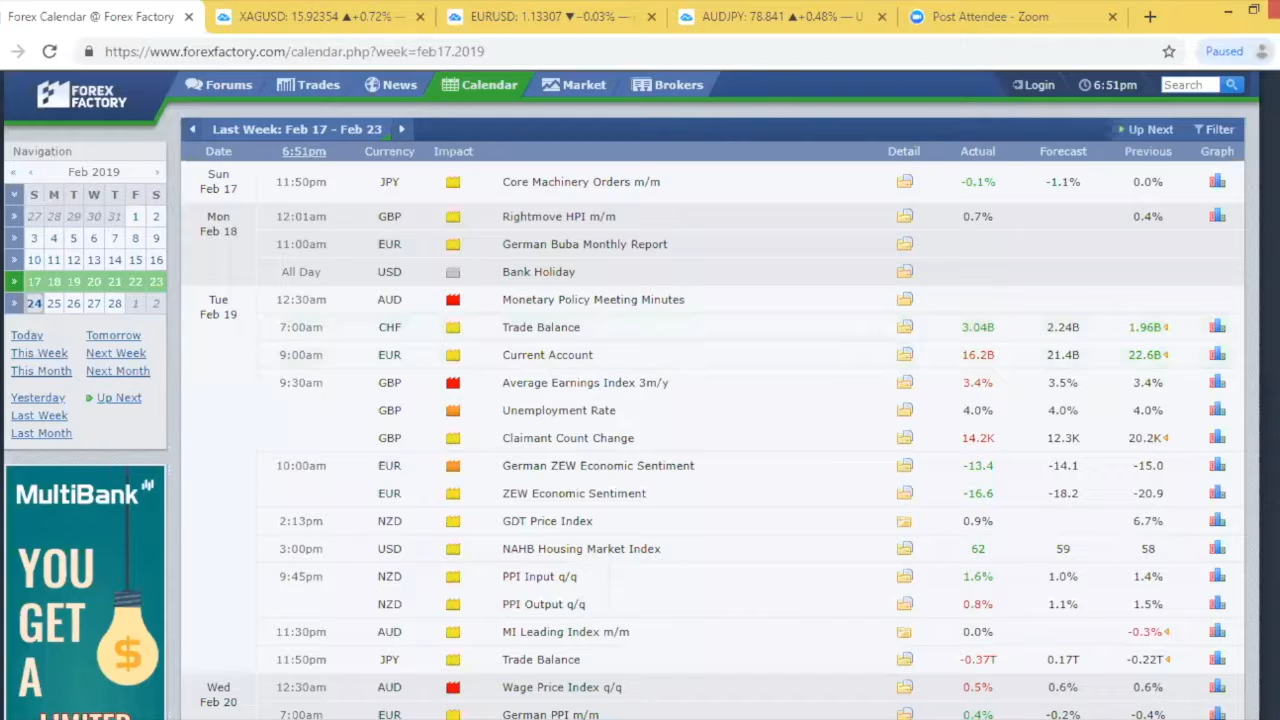 Forex Calendar @ Forex Factory
XAGUSD: 15.92354 ▲+0.72% —
EURUSD: 1.13307 ▼−0.03% —
AUDJPY: 78.841 ▲+0.48% — U
Post Attendee - Zoom
https://www.forexfactory.com/calendar.php?week=feb17.2019
Paused
FOREX FACTORY
Forums Trades News Calendar Market Brokers
Login 6:51pm Search
Navigation
« ‹ Feb 2019 ›
S M T W T F S
27 28 29 30 31 1 2
3 4 5 6 7 8 9
10 11 12 13 14 15 16
17 18 19 20 21 22 23
24 25 26 27 28 1 2
Today Tomorrow
This Week Next Week
This Month Next Month
Yesterday Up Next
Last Week
Last Month
MultiBank
YOU
GET
A
LIMITED
Last Week: Feb 17 - Feb 23 Up Next Filter
Date 6:51pm Currency Impact Detail Actual Forecast Previous Graph
Sun Feb 17 11:50pm JPY Core Machinery Orders m/m -0.1% -1.1% 0.0%
Mon Feb 18 12:01am GBP Rightmove HPI m/m 0.7% 0.4%
11:00am EUR German Buba Monthly Report
All Day USD Bank Holiday
Tue Feb 19 12:30am AUD Monetary Policy Meeting Minutes
7:00am CHF Trade Balance 3.04B 2.24B 1.96B
9:00am EUR Current Account 16.2B 21.4B 22.6B
9:30am GBP Average Earnings Index 3m/y 3.4% 3.5% 3.4%
GBP Unemployment Rate 4.0% 4.0% 4.0%
GBP Claimant Count Change 14.2K 12.3K 20.2K
10:00am EUR German ZEW Economic Sentiment -13.4 -14.1 -15.0
EUR ZEW Economic Sentiment -16.6 -18.2 -20.9
2:13pm NZD GDT Price Index 0.9% 6.7%
3:00pm USD NAHB Housing Market Index 62 59 58
9:45pm NZD PPI Input q/q 1.6% 1.0% 1.4%
NZD PPI Output q/q 0.8% 1.1% 1.5%
11:30pm AUD MI Leading Index m/m 0.0% -0.3%
11:50pm JPY Trade Balance -0.37T 0.17T -0.22T
Wed Feb 20 12:30am AUD Wage Price Index q/q 0.5% 0.6% 0.6%
7:00am EUR German PPI m/m 0.4% -0.2% -0.4%